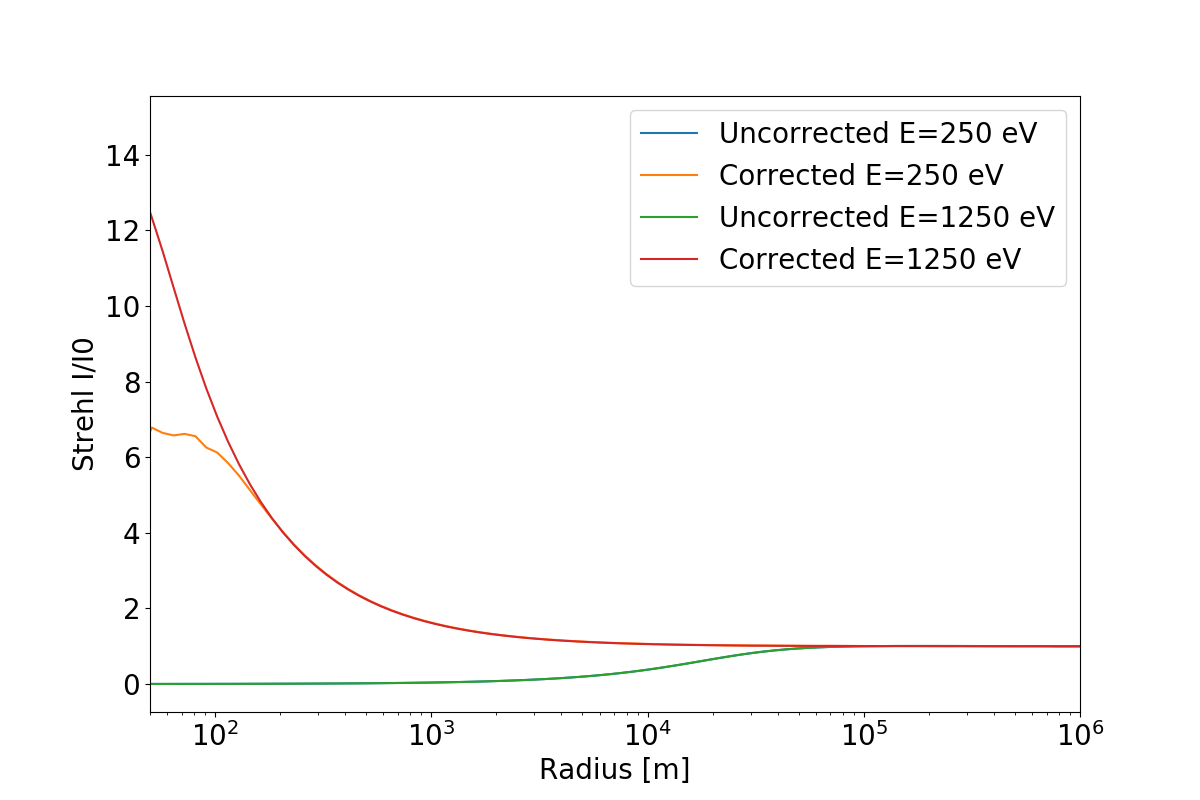 Uncorrected E=250 eV
Corrected E=250 eV
Uncorrected E=1250 eV
Corrected E=1250 eV
14
12
10
8
6
4
2
0
Strehl I/I0
10² 10³ 10⁴ 10⁵ 10⁶
Radius [m]